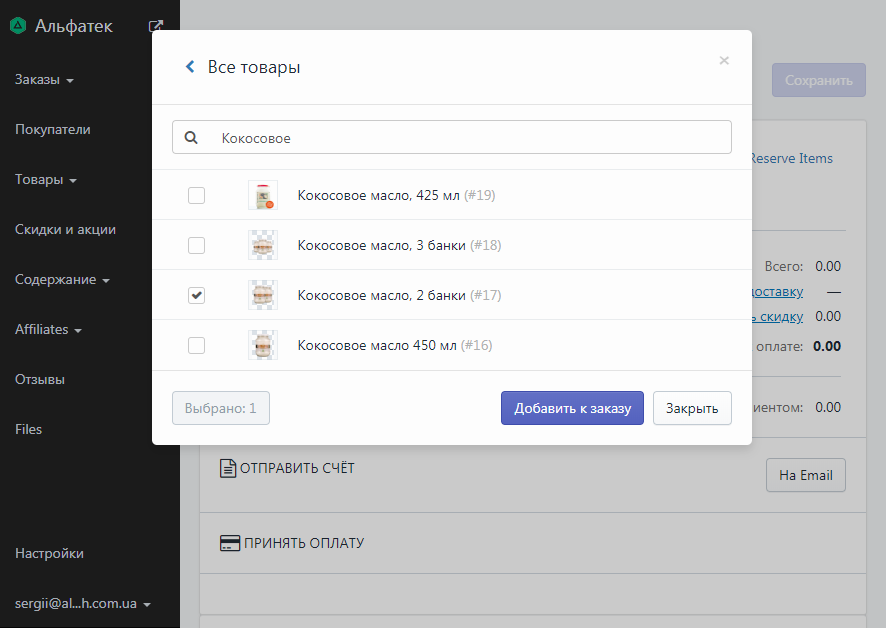 Альфатек
Заказы
Покупатели
Товары
Скидки и акции
Содержание
Affiliates
Отзывы
Files
Настройки
sergii@al...h.com.ua
Все товары
×
Кокосовое
Кокосовое масло, 425 мл (#19)
Кокосовое масло, 3 банки (#18)
Кокосовое масло, 2 банки (#17)
Кокосовое масло 450 мл (#16)
Выбрано: 1
Добавить к заказу
Закрыть
Сохранить
Reserve Items
Всего: 0.00
доставку —
скидку 0.00
оплате: 0.00
иентом: 0.00
ОТПРАВИТЬ СЧЁТ
На Email
ПРИНЯТЬ ОПЛАТУ